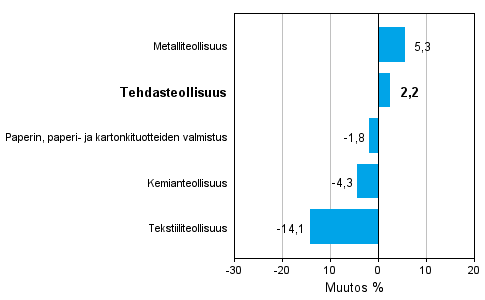 Metalliteollisuus 5,3
Tehdasteollisuus 2,2
Paperin, paperi- ja kartonkituotteiden valmistus -1,8
Kemianteollisuus -4,3
Tekstiiliteollisuus -14,1
-30 -20 -10 0 10 20
Muutos %